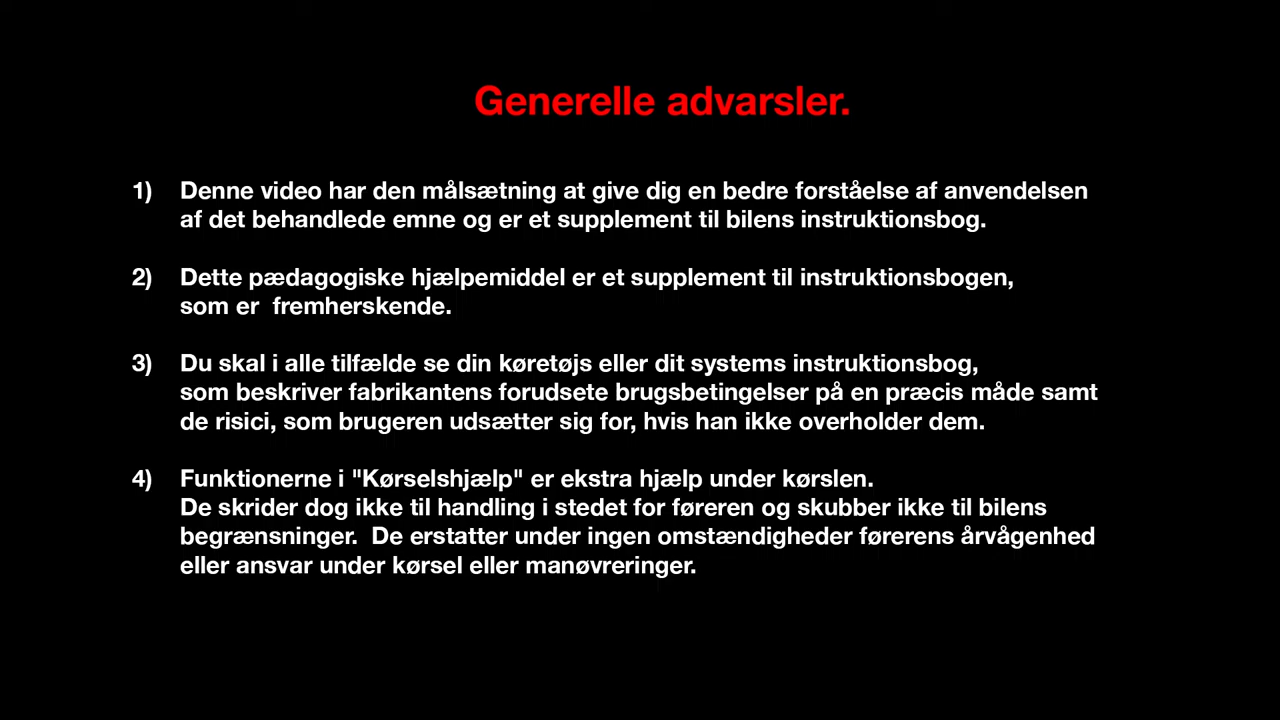 Generelle advarsler.
1) Denne video har den målsætning at give dig en bedre forståelse af anvendelsen
af det behandlede emne og er et supplement til bilens instruktionsbog.
2) Dette pædagogiske hjælpemiddel er et supplement til instruktionsbogen,
som er  fremherskende.
3) Du skal i alle tilfælde se din køretøjs eller dit systems instruktionsbog,
som beskriver fabrikantens forudsete brugsbetingelser på en præcis måde samt
de risici, som brugeren udsætter sig for, hvis han ikke overholder dem.
4) Funktionerne i "Kørselshjælp" er ekstra hjælp under kørslen.
De skrider dog ikke til handling i stedet for føreren og skubber ikke til bilens
begrænsninger.  De erstatter under ingen omstændigheder førerens årvågenhed
eller ansvar under kørsel eller manøvreringer.